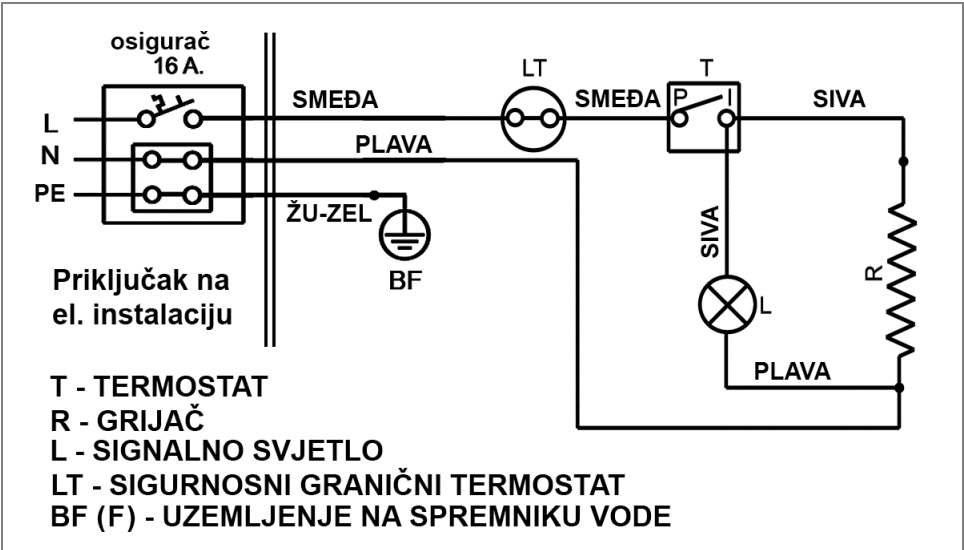 osigurač
16 A.
L
N
PE
SMEĐA
PLAVA
ŽU-ZEL
BF
LT
SMEĐA
T
P I
SIVA
SIVA
L
R
PLAVA
Priključak na
el. instalaciju
T - TERMOSTAT
R - GRIJAČ
L - SIGNALNO SVJETLO
LT - SIGURNOSNI GRANIČNI TERMOSTAT
BF (F) - UZEMLJENJE NA SPREMNIKU VODE